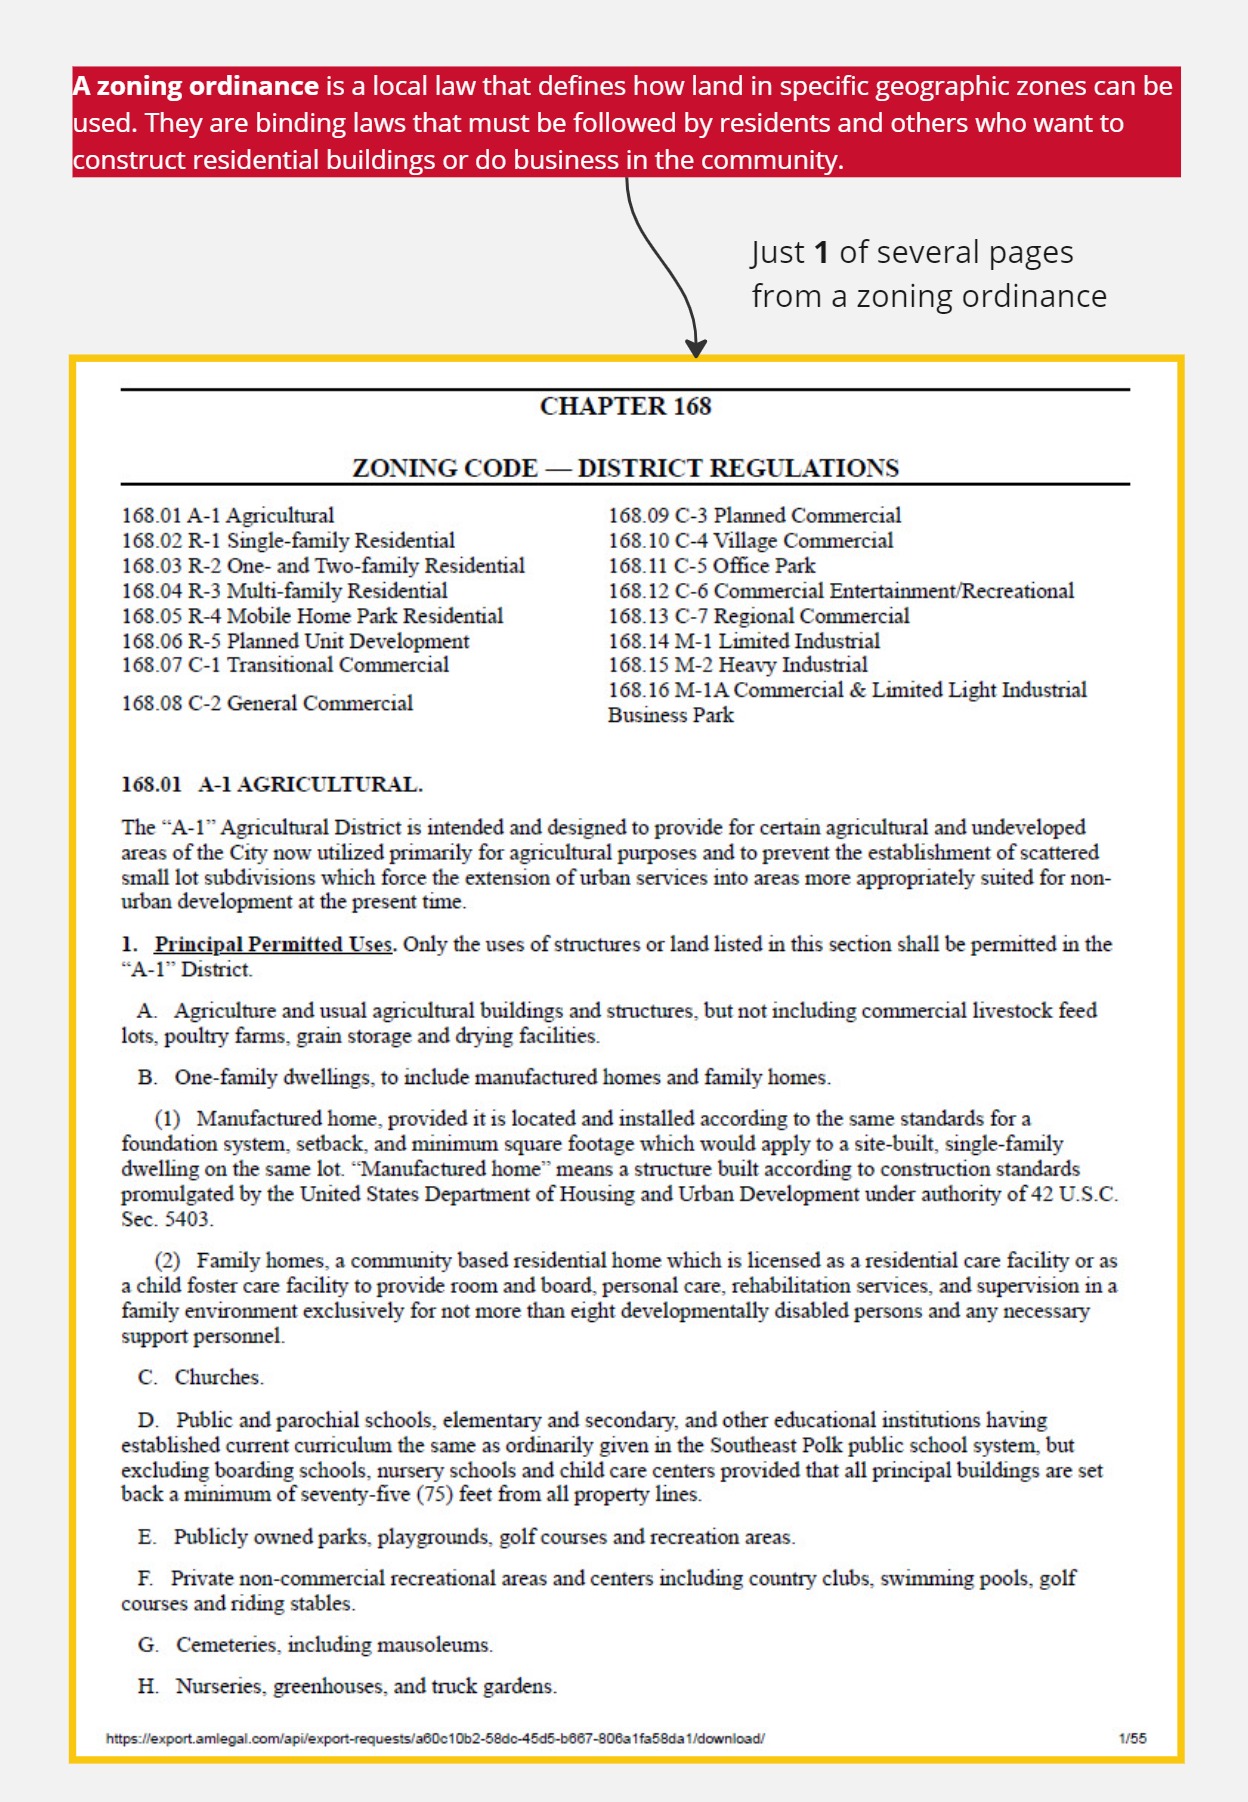 A zoning ordinance is a local law that defines how land in specific geographic zones can be
used. They are binding laws that must be followed by residents and others who want to
construct residential buildings or do business in the community.
Just 1 of several pages
from a zoning ordinance
CHAPTER 168
ZONING CODE — DISTRICT REGULATIONS
168.01 A-1 Agricultural
168.02 R-1 Single-family Residential
168.03 R-2 One- and Two-family Residential
168.04 R-3 Multi-family Residential
168.05 R-4 Mobile Home Park Residential
168.06 R-5 Planned Unit Development
168.07 C-1 Transitional Commercial
168.08 C-2 General Commercial
168.09 C-3 Planned Commercial
168.10 C-4 Village Commercial
168.11 C-5 Office Park
168.12 C-6 Commercial Entertainment/Recreational
168.13 C-7 Regional Commercial
168.14 M-1 Limited Industrial
168.15 M-2 Heavy Industrial
168.16 M-1A Commercial & Limited Light Industrial
Business Park
168.01 A-1 AGRICULTURAL.
The “A-1” Agricultural District is intended and designed to provide for certain agricultural and undeveloped
areas of the City now utilized primarily for agricultural purposes and to prevent the establishment of scattered
small lot subdivisions which force the extension of urban services into areas more appropriately suited for non-
urban development at the present time.
1. Principal Permitted Uses. Only the uses of structures or land listed in this section shall be permitted in the
“A-1” District.
A. Agriculture and usual agricultural buildings and structures, but not including commercial livestock feed
lots, poultry farms, grain storage and drying facilities.
B. One-family dwellings, to include manufactured homes and family homes.
(1) Manufactured home, provided it is located and installed according to the same standards for a
foundation system, setback, and minimum square footage which would apply to a site-built, single-family
dwelling on the same lot. “Manufactured home” means a structure built according to construction standards
promulgated by the United States Department of Housing and Urban Development under authority of 42 U.S.C.
Sec. 5403.
(2) Family homes, a community based residential home which is licensed as a residential care facility or as
a child foster care facility to provide room and board, personal care, rehabilitation services, and supervision in a
family environment exclusively for not more than eight developmentally disabled persons and any necessary
support personnel.
C. Churches.
D. Public and parochial schools, elementary and secondary, and other educational institutions having
established current curriculum the same as ordinarily given in the Southeast Polk public school system, but
excluding boarding schools, nursery schools and child care centers provided that all principal buildings are set
back a minimum of seventy-five (75) feet from all property lines.
E. Publicly owned parks, playgrounds, golf courses and recreation areas.
F. Private non-commercial recreational areas and centers including country clubs, swimming pools, golf
courses and riding stables.
G. Cemeteries, including mausoleums.
H. Nurseries, greenhouses, and truck gardens.
https://export.amlegal.com/api/export-requests/a60c10b2-58dc-45d5-b667-806a1fa58da1/download/
1/55